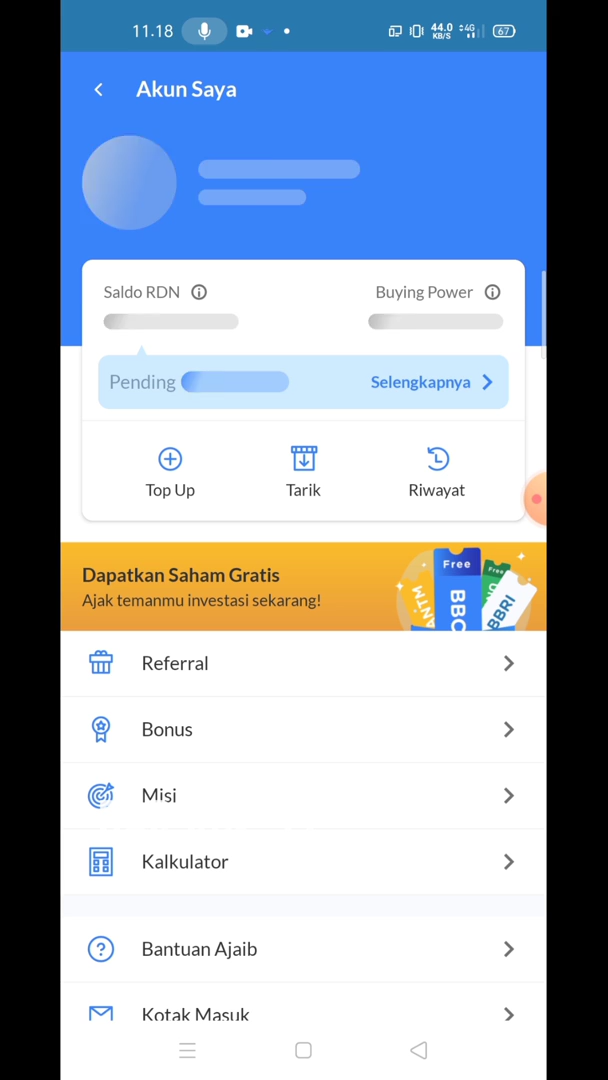 11.18
44.0
KB/S
4G
67
Akun Saya
Saldo RDN
Buying Power
Pending
Selengkapnya
Top Up
Tarik
Riwayat
Dapatkan Saham Gratis
Ajak temanmu investasi sekarang!
Free
Free
ANTM
BBRI
Referral
Bonus
Misi
Kalkulator
Bantuan Ajaib
Kotak Masuk